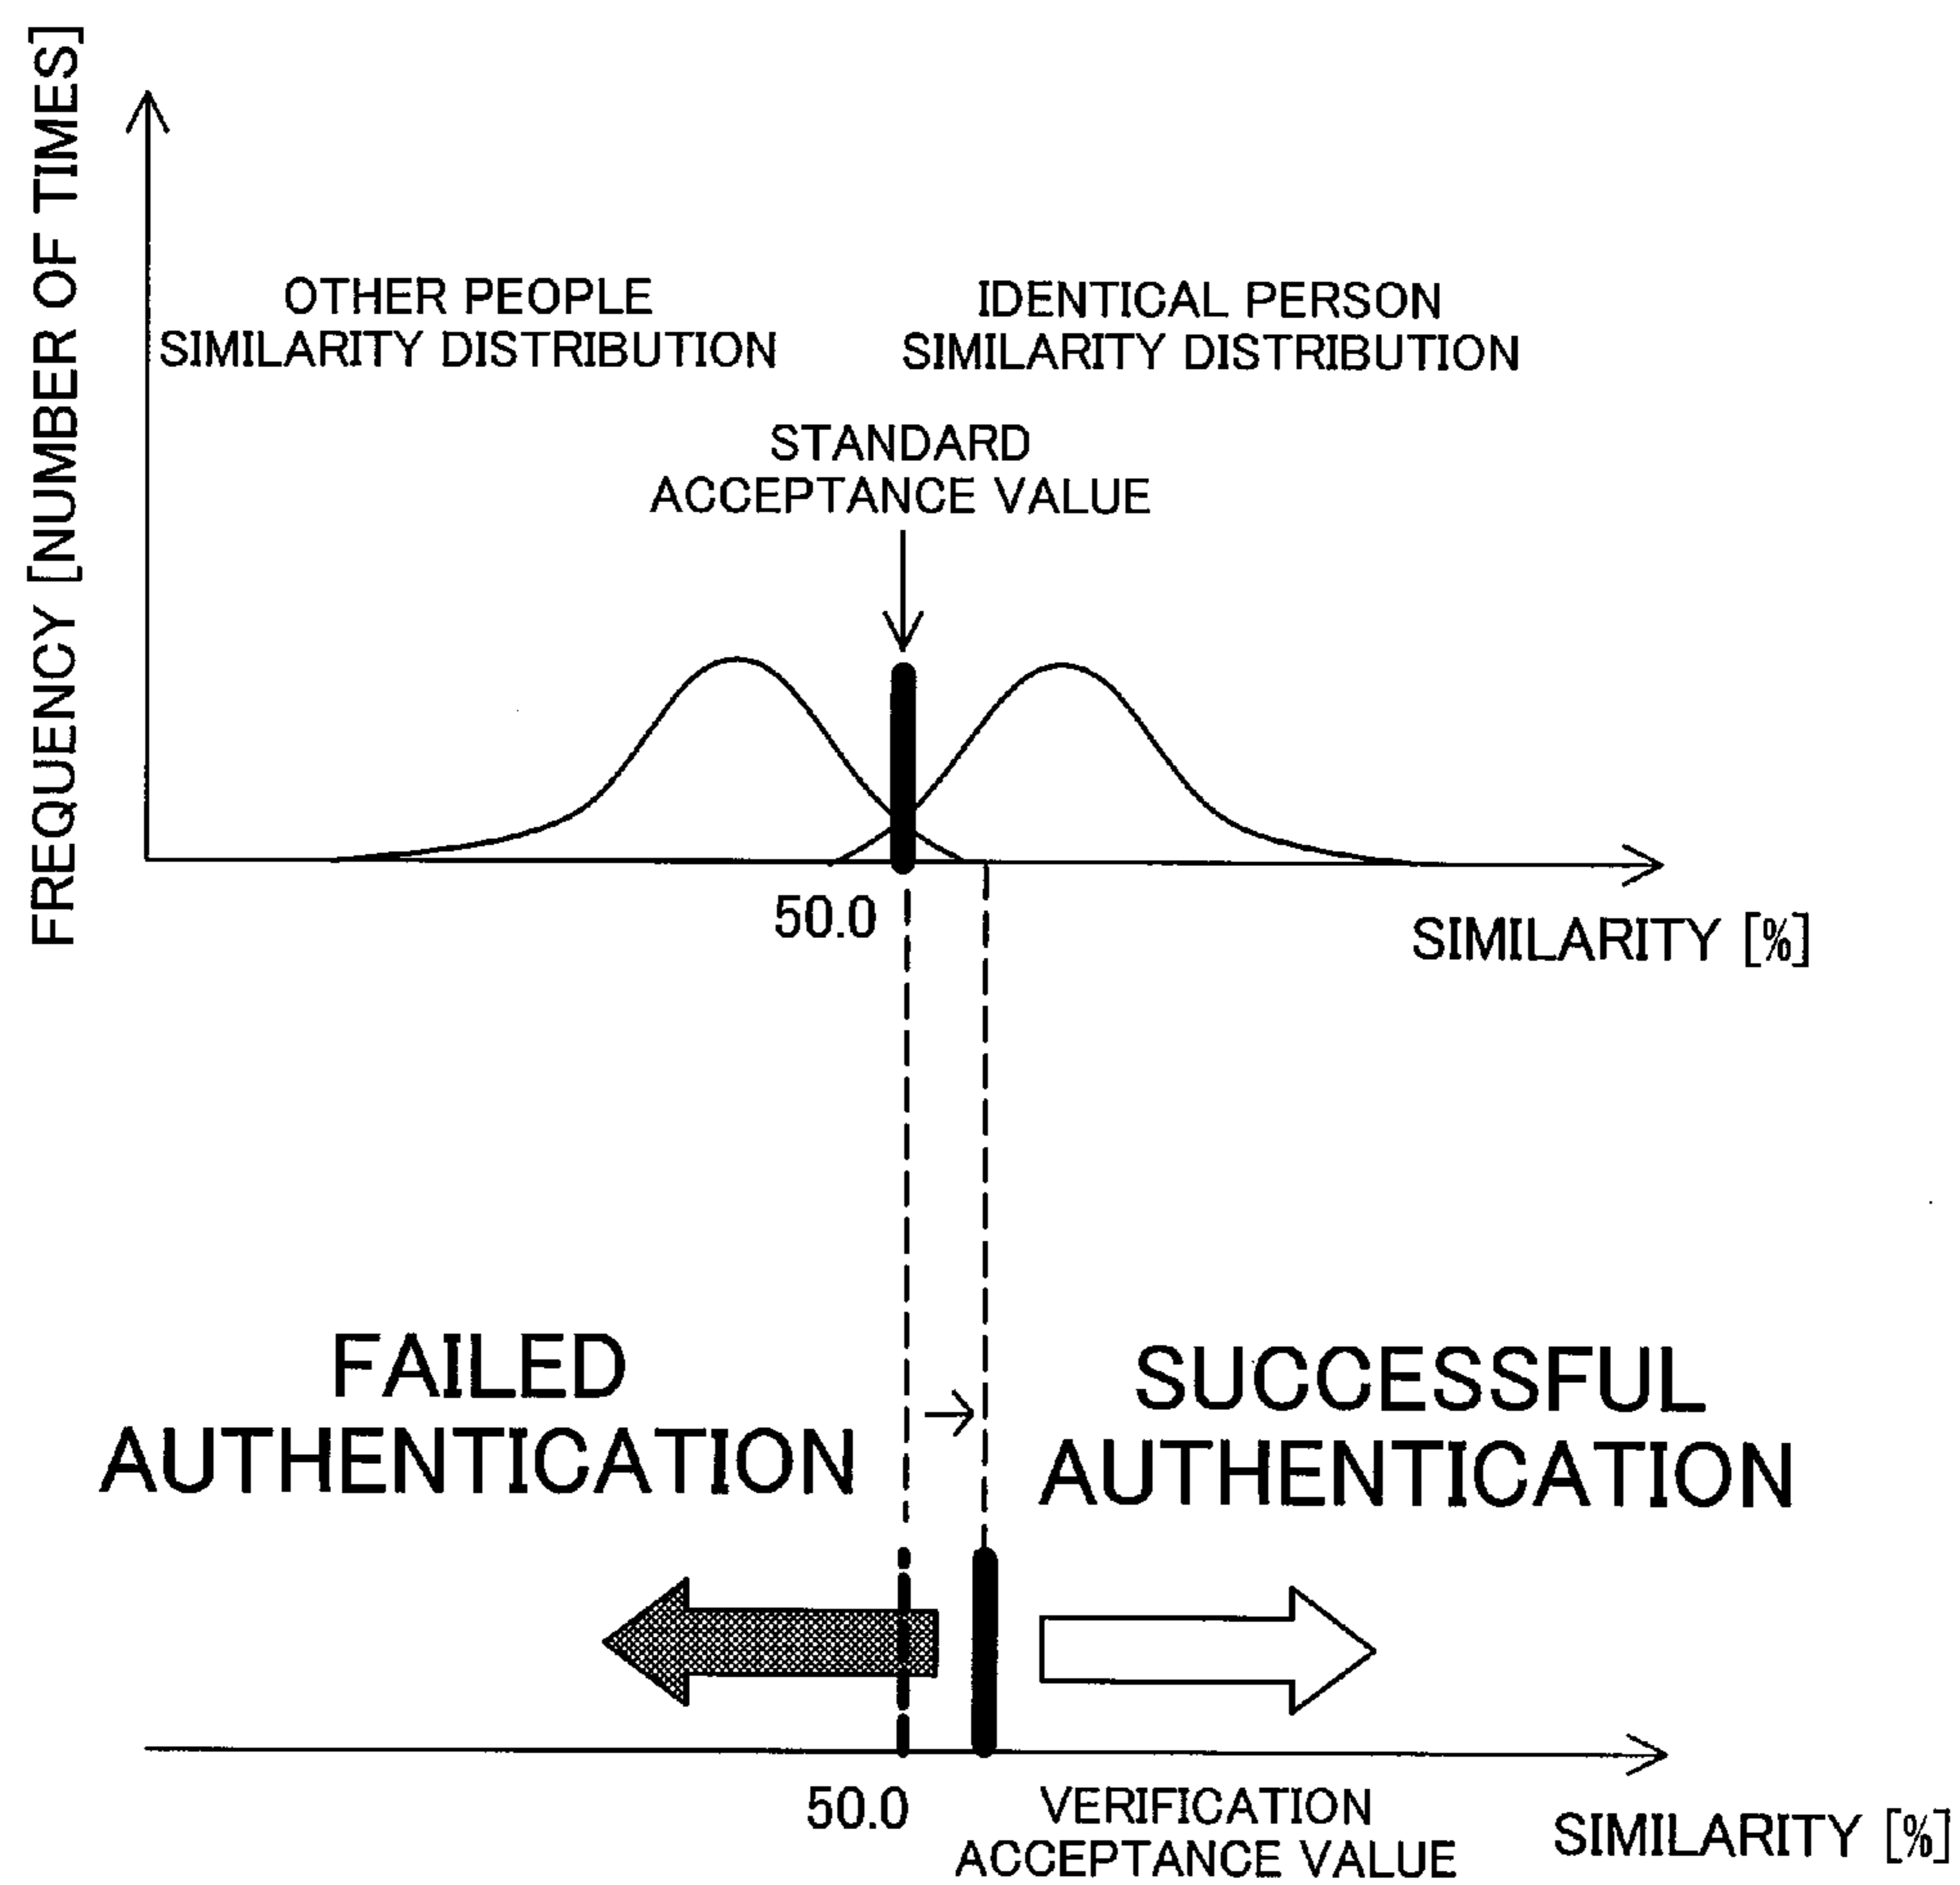 FREQUENCY [NUMBER OF TIMES]
OTHER PEOPLE
SIMILARITY DISTRIBUTION
IDENTICAL PERSON
SIMILARITY DISTRIBUTION
STANDARD
ACCEPTANCE VALUE
50.0
SIMILARITY [%]
FAILED
AUTHENTICATION
SUCCESSFUL
AUTHENTICATION
50.0
VERIFICATION
ACCEPTANCE VALUE
SIMILARITY [%]